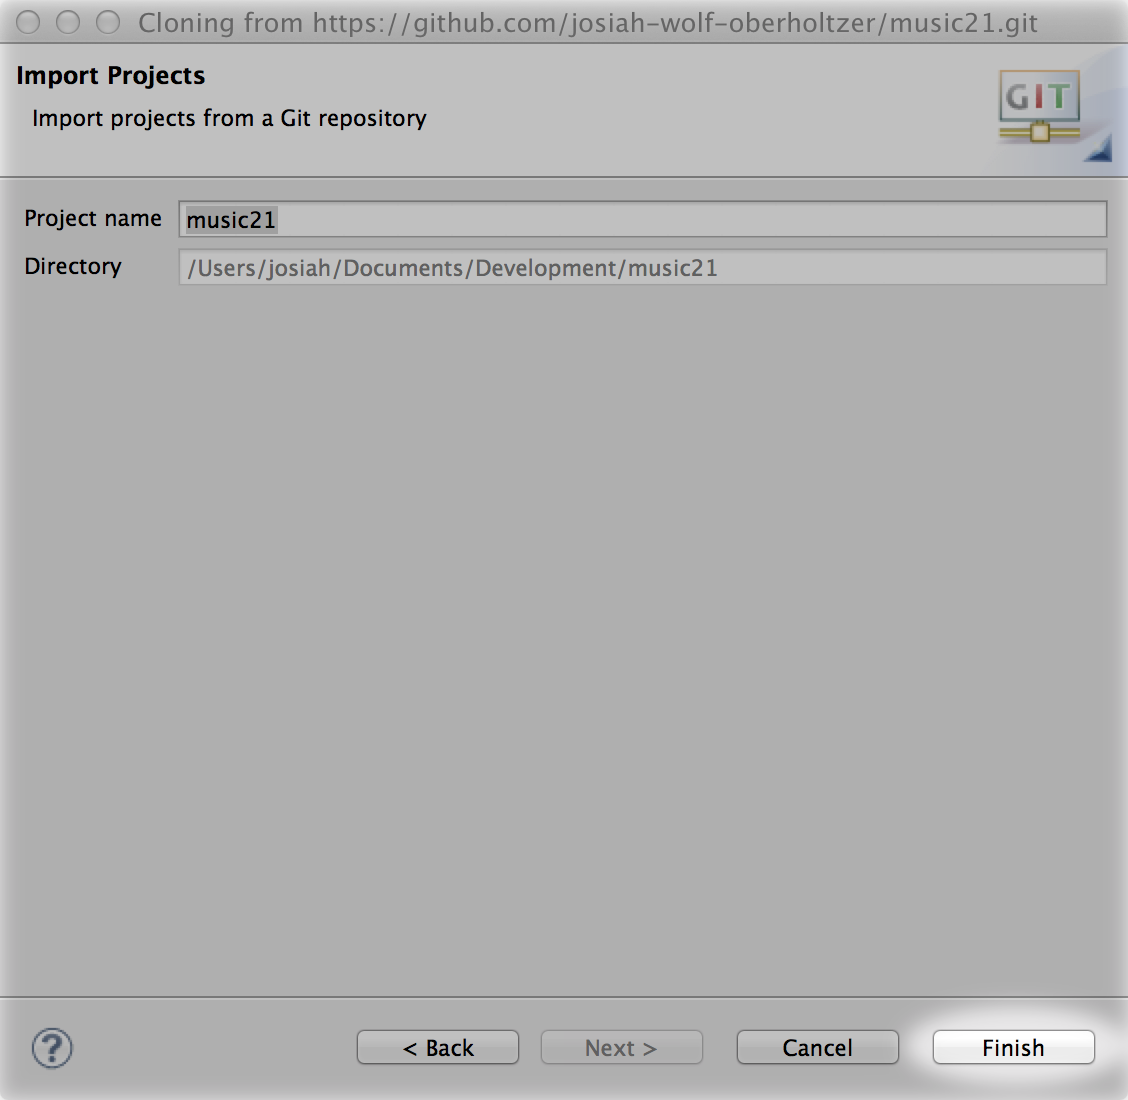 Cloning from https://github.com/josiah-wolf-oberholtzer/music21.git
Import Projects
Import projects from a Git repository
GIT
Project name music21
Directory /Users/josiah/Documents/Development/music21
? < Back Next > Cancel Finish